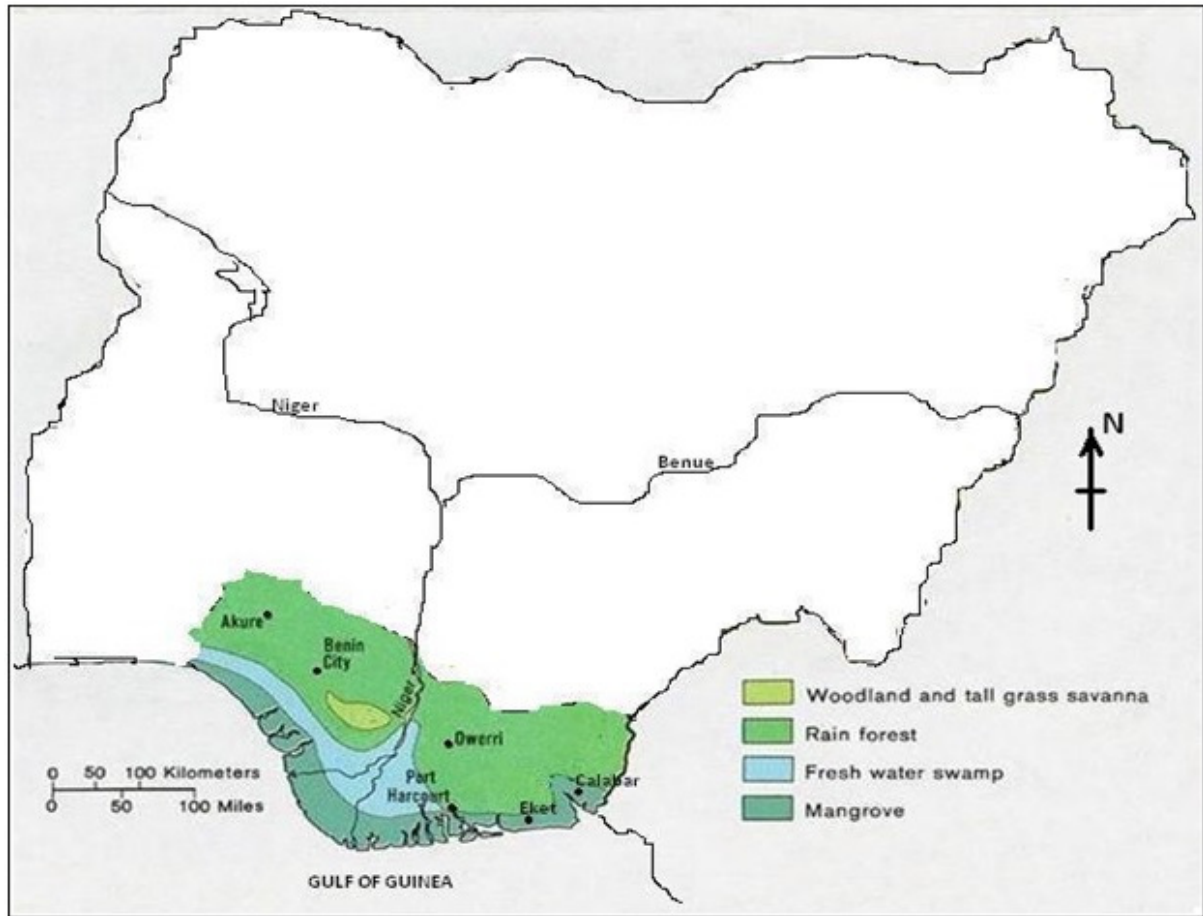 Niger
Benue
N
Akure
Benin
City
Niger
Owerri
Port
Harcourt
Calabar
Eket
Woodland and tall grass savanna
Rain forest
Fresh water swamp
Mangrove
0 50 100 Kilometers
0 50 100 Miles
GULF OF GUINEA